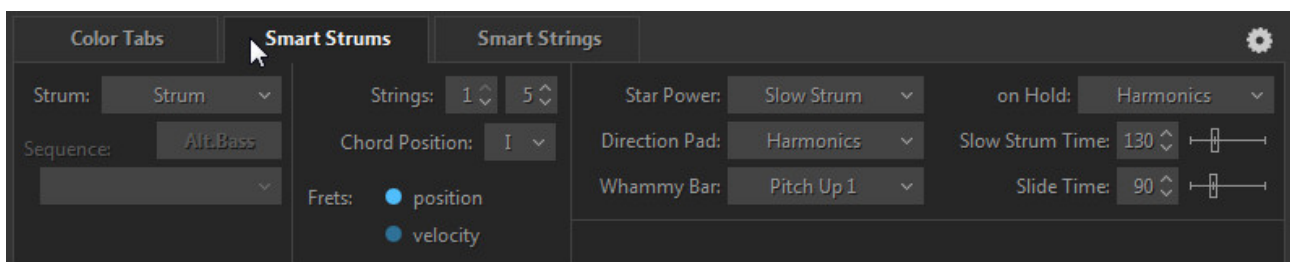 Color Tabs Smart Strums Smart Strings
Strum: Strum Strings: 1 5 Star Power: Slow Strum on Hold: Harmonics
Sequence: Alt.Bass Chord Position: I Direction Pad: Harmonics Slow Strum Time: 130
Frets: position Whammy Bar: Pitch Up 1 Slide Time: 90
velocity